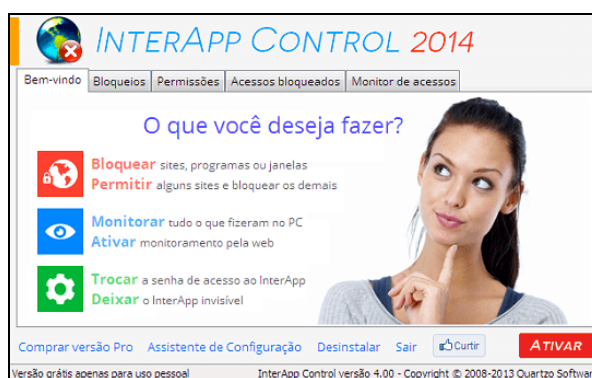 INTERAPP CONTROL 2014
Bem-vindo Bloqueios Permissões Acessos bloqueados Monitor de acessos
O que você deseja fazer?
Bloquear sites, programas ou janelas
Permitir alguns sites e bloquear os demais
Monitorar tudo o que fizeram no PC
Ativar monitoramento pela web
Trocar a senha de acesso ao InterApp
Deixar o InterApp invisível
Comprar versão Pro Assistente de Configuração Desinstalar Sair Curtir ATIVAR
Versão grátis apenas para uso pessoal InterApp Control versão 4.00 - Copyright © 2008-2013 Quartzo Softwar